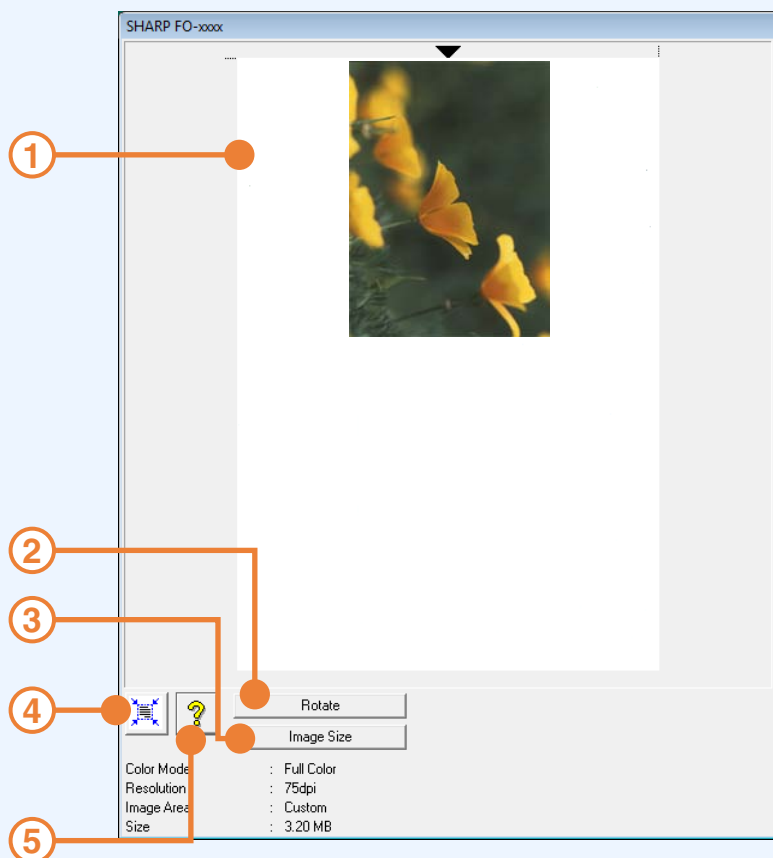 SHARP FO-xxxx
1
2
3
4
5
Rotate
Image Size
Color Mode : Full Color
Resolution : 75dpi
Image Area : Custom
Size : 3.20 MB